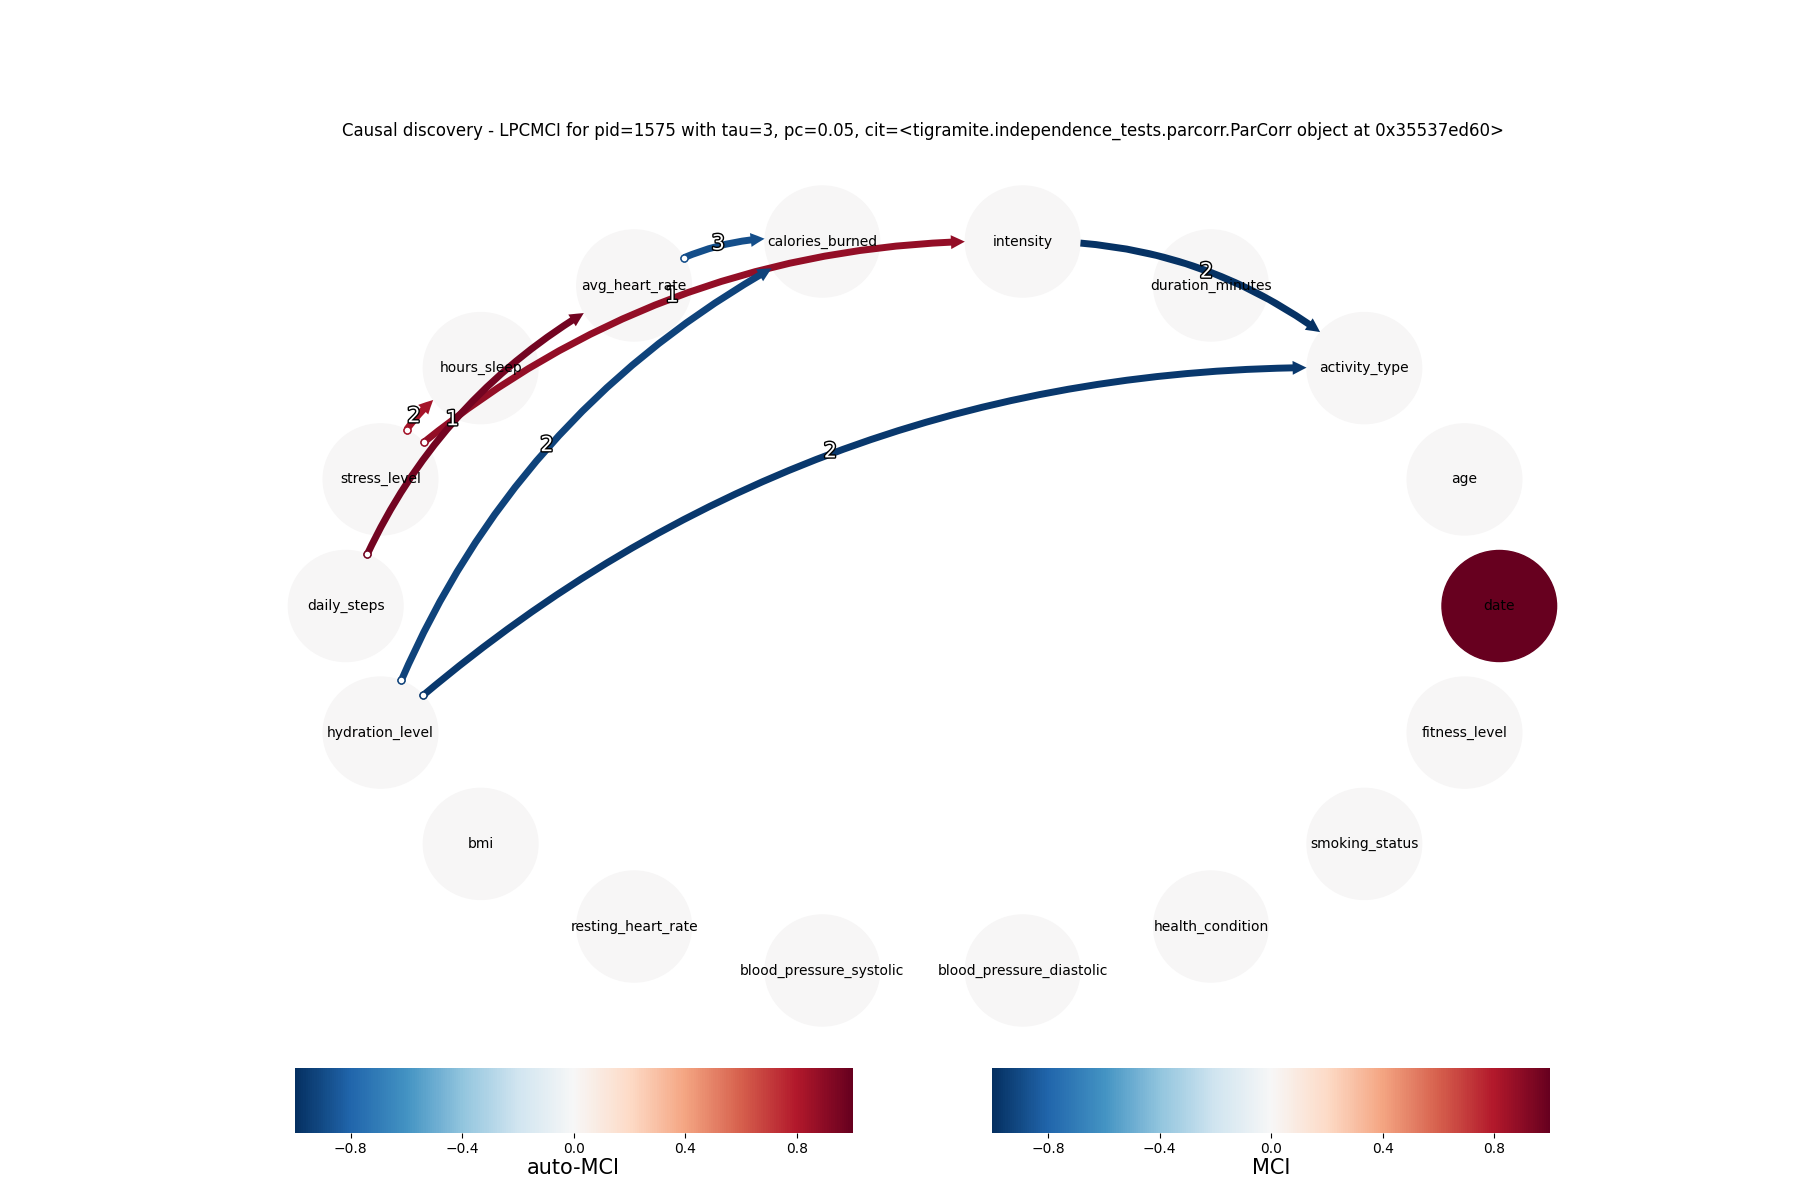 Causal discovery - LPCMCI for pid=1575 with tau=3, pc=0.05, cit=<tigramite.independence_tests.parcorr.ParCorr object at 0x35537ed60>
calories_burned
intensity
3
avg_heart_rate
1
2
duration_minutes
hours_sleep
activity_type
2
1
2
2
stress_level
age
daily_steps
date
hydration_level
fitness_level
bmi
smoking_status
resting_heart_rate
health_condition
blood_pressure_systolic
blood_pressure_diastolic
−0.8 −0.4 0.0 0.4 0.8
auto-MCI
−0.8 −0.4 0.0 0.4 0.8
MCI